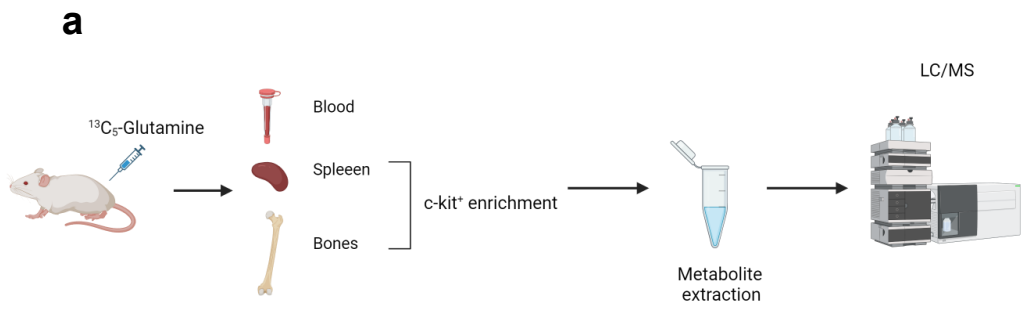 a
LC/MS
¹³C₅-Glutamine
Blood
Spleeen
c-kit⁺ enrichment
Bones
Metabolite
extraction